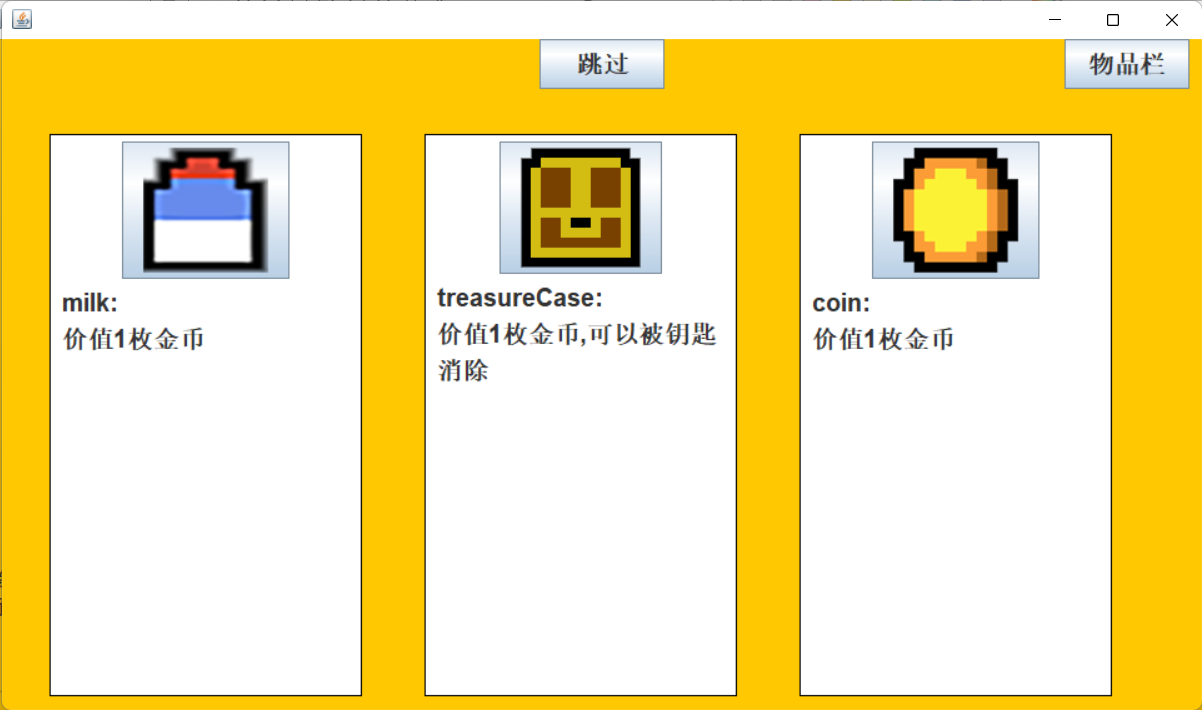 跳过
物品栏
milk:
价值1枚金币
treasureCase:
价值1枚金币,可以被钥匙
消除
coin:
价值1枚金币